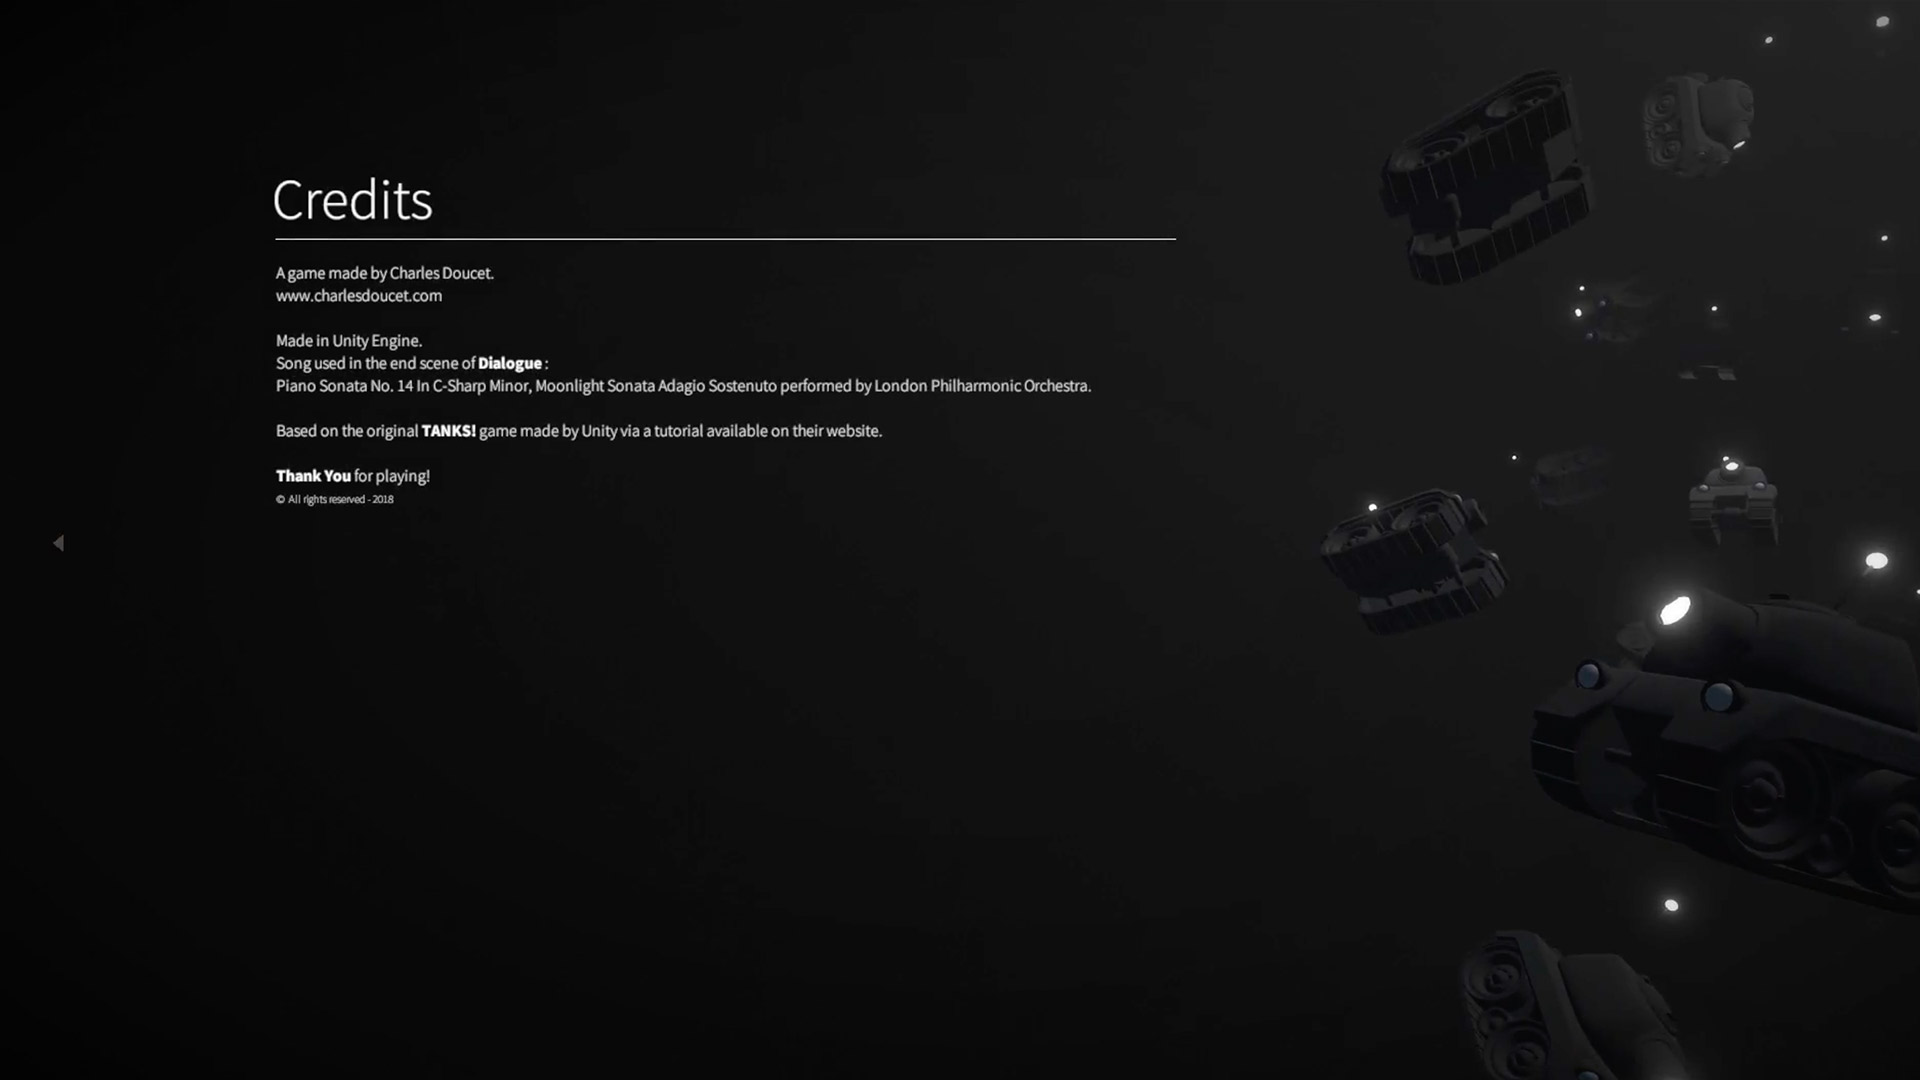 Credits
A game made by Charles Doucet.
www.charlesdoucet.com
Made in Unity Engine.
Song used in the end scene of Dialogue :
Piano Sonata No. 14 In C-Sharp Minor, Moonlight Sonata Adagio Sostenuto performed by London Philharmonic Orchestra.
Based on the original TANKS! game made by Unity via a tutorial available on their website.
Thank You for playing!
© All rights reserved - 2018